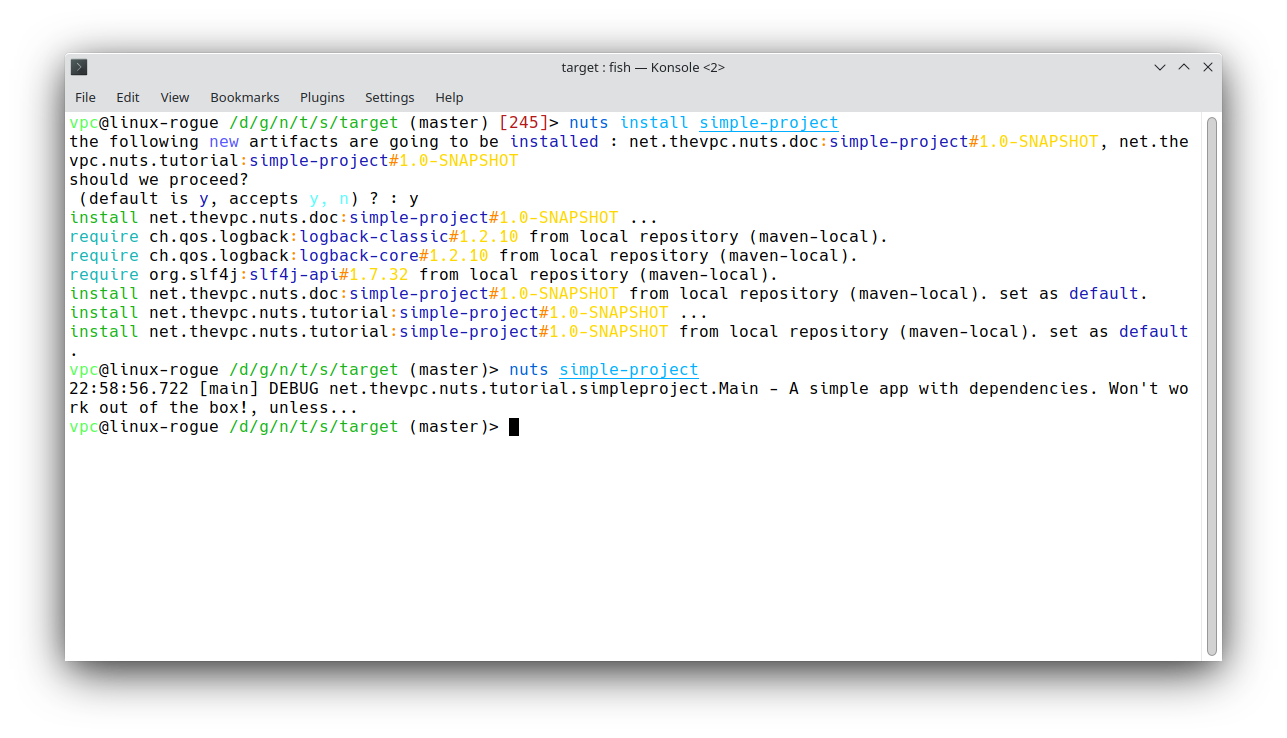 target : fish — Konsole <2>
File Edit View Bookmarks Plugins Settings Help
vpc@linux-rogue /d/g/n/t/s/target (master) [245]> nuts install simple-project
the following new artifacts are going to be installed : net.thevpc.nuts.doc:simple-project#1.0-SNAPSHOT, net.the
vpc.nuts.tutorial:simple-project#1.0-SNAPSHOT
should we proceed?
 (default is y, accepts y, n) ? : y
install net.thevpc.nuts.doc:simple-project#1.0-SNAPSHOT ...
require ch.qos.logback:logback-classic#1.2.10 from local repository (maven-local).
require ch.qos.logback:logback-core#1.2.10 from local repository (maven-local).
require org.slf4j:slf4j-api#1.7.32 from local repository (maven-local).
install net.thevpc.nuts.doc:simple-project#1.0-SNAPSHOT from local repository (maven-local). set as default.
install net.thevpc.nuts.tutorial:simple-project#1.0-SNAPSHOT ...
install net.thevpc.nuts.tutorial:simple-project#1.0-SNAPSHOT from local repository (maven-local). set as default
.
vpc@linux-rogue /d/g/n/t/s/target (master)> nuts simple-project
22:58:56.722 [main] DEBUG net.thevpc.nuts.tutorial.simpleproject.Main - A simple app with dependencies. Won't wo
rk out of the box!, unless...
vpc@linux-rogue /d/g/n/t/s/target (master)>